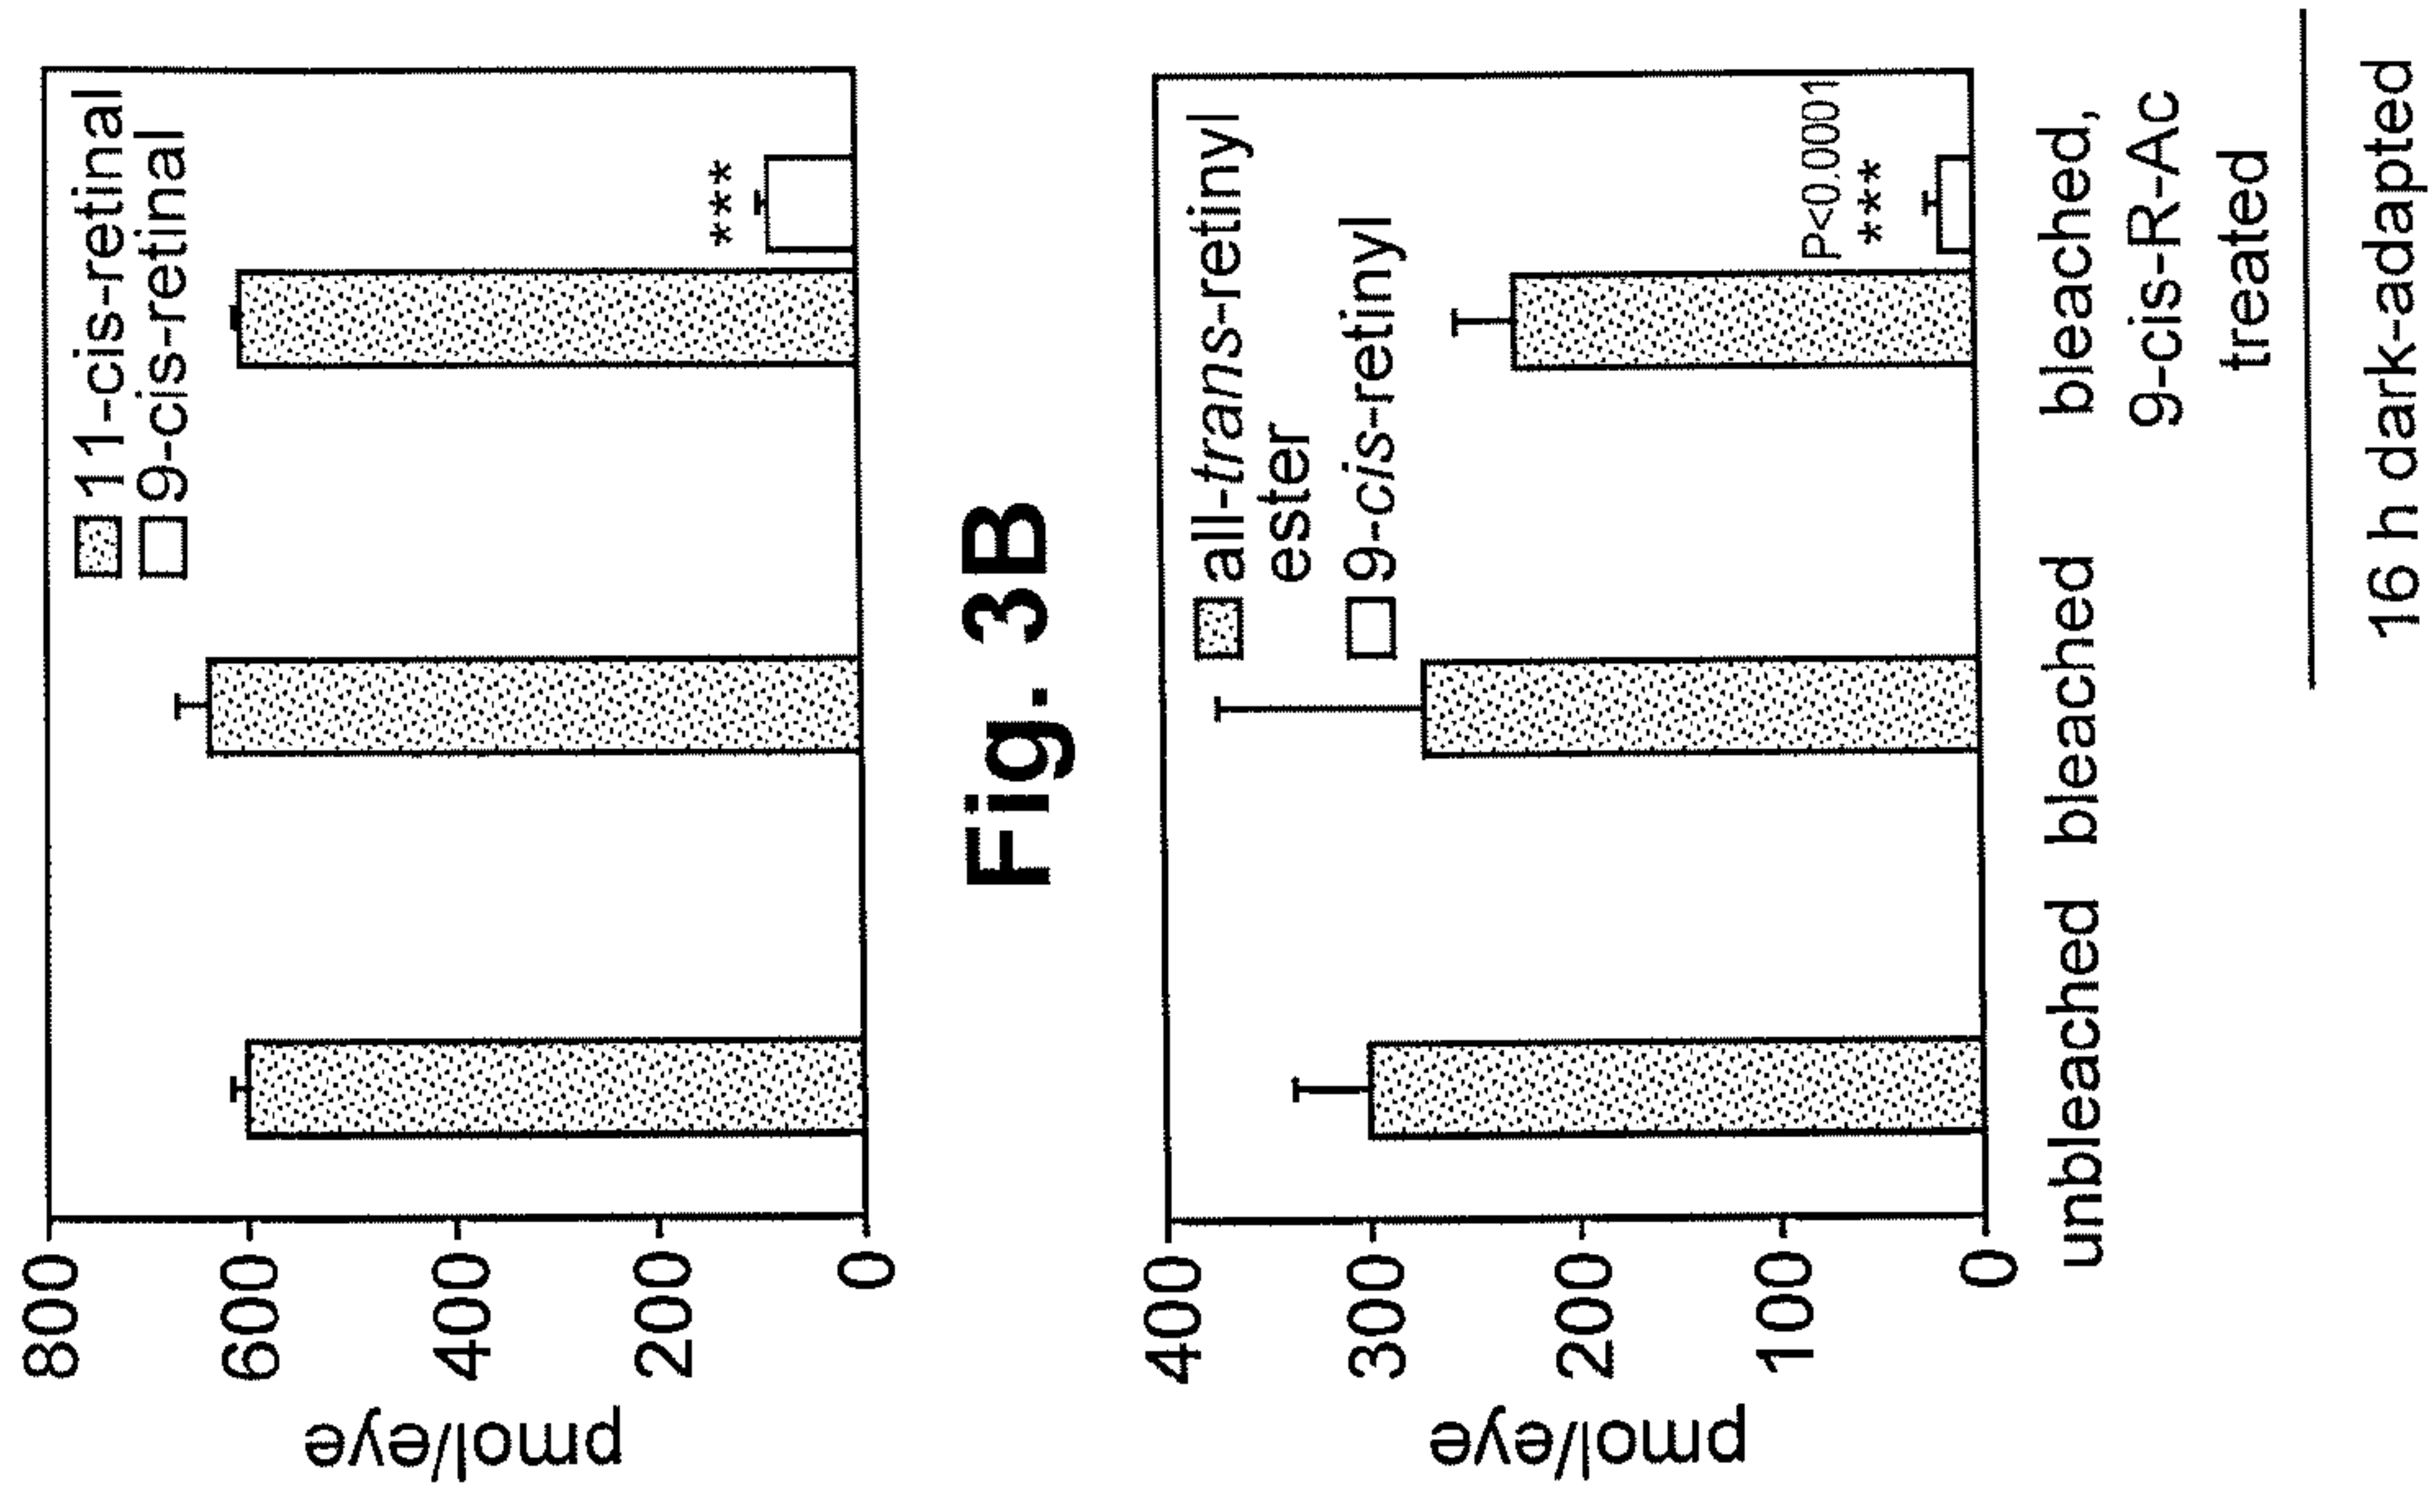 800
600
400
200
0
pmol/eye
11-cis-retinal
9-cis-retinal
***
Fig. 3B
400
300
200
100
0
pmol/eye
all-trans-retinyl
ester
9-cis-retinyl
P<0.0001
***
unbleached bleached bleached,
9-cis-R-Ac
treated
16 h dark-adapted